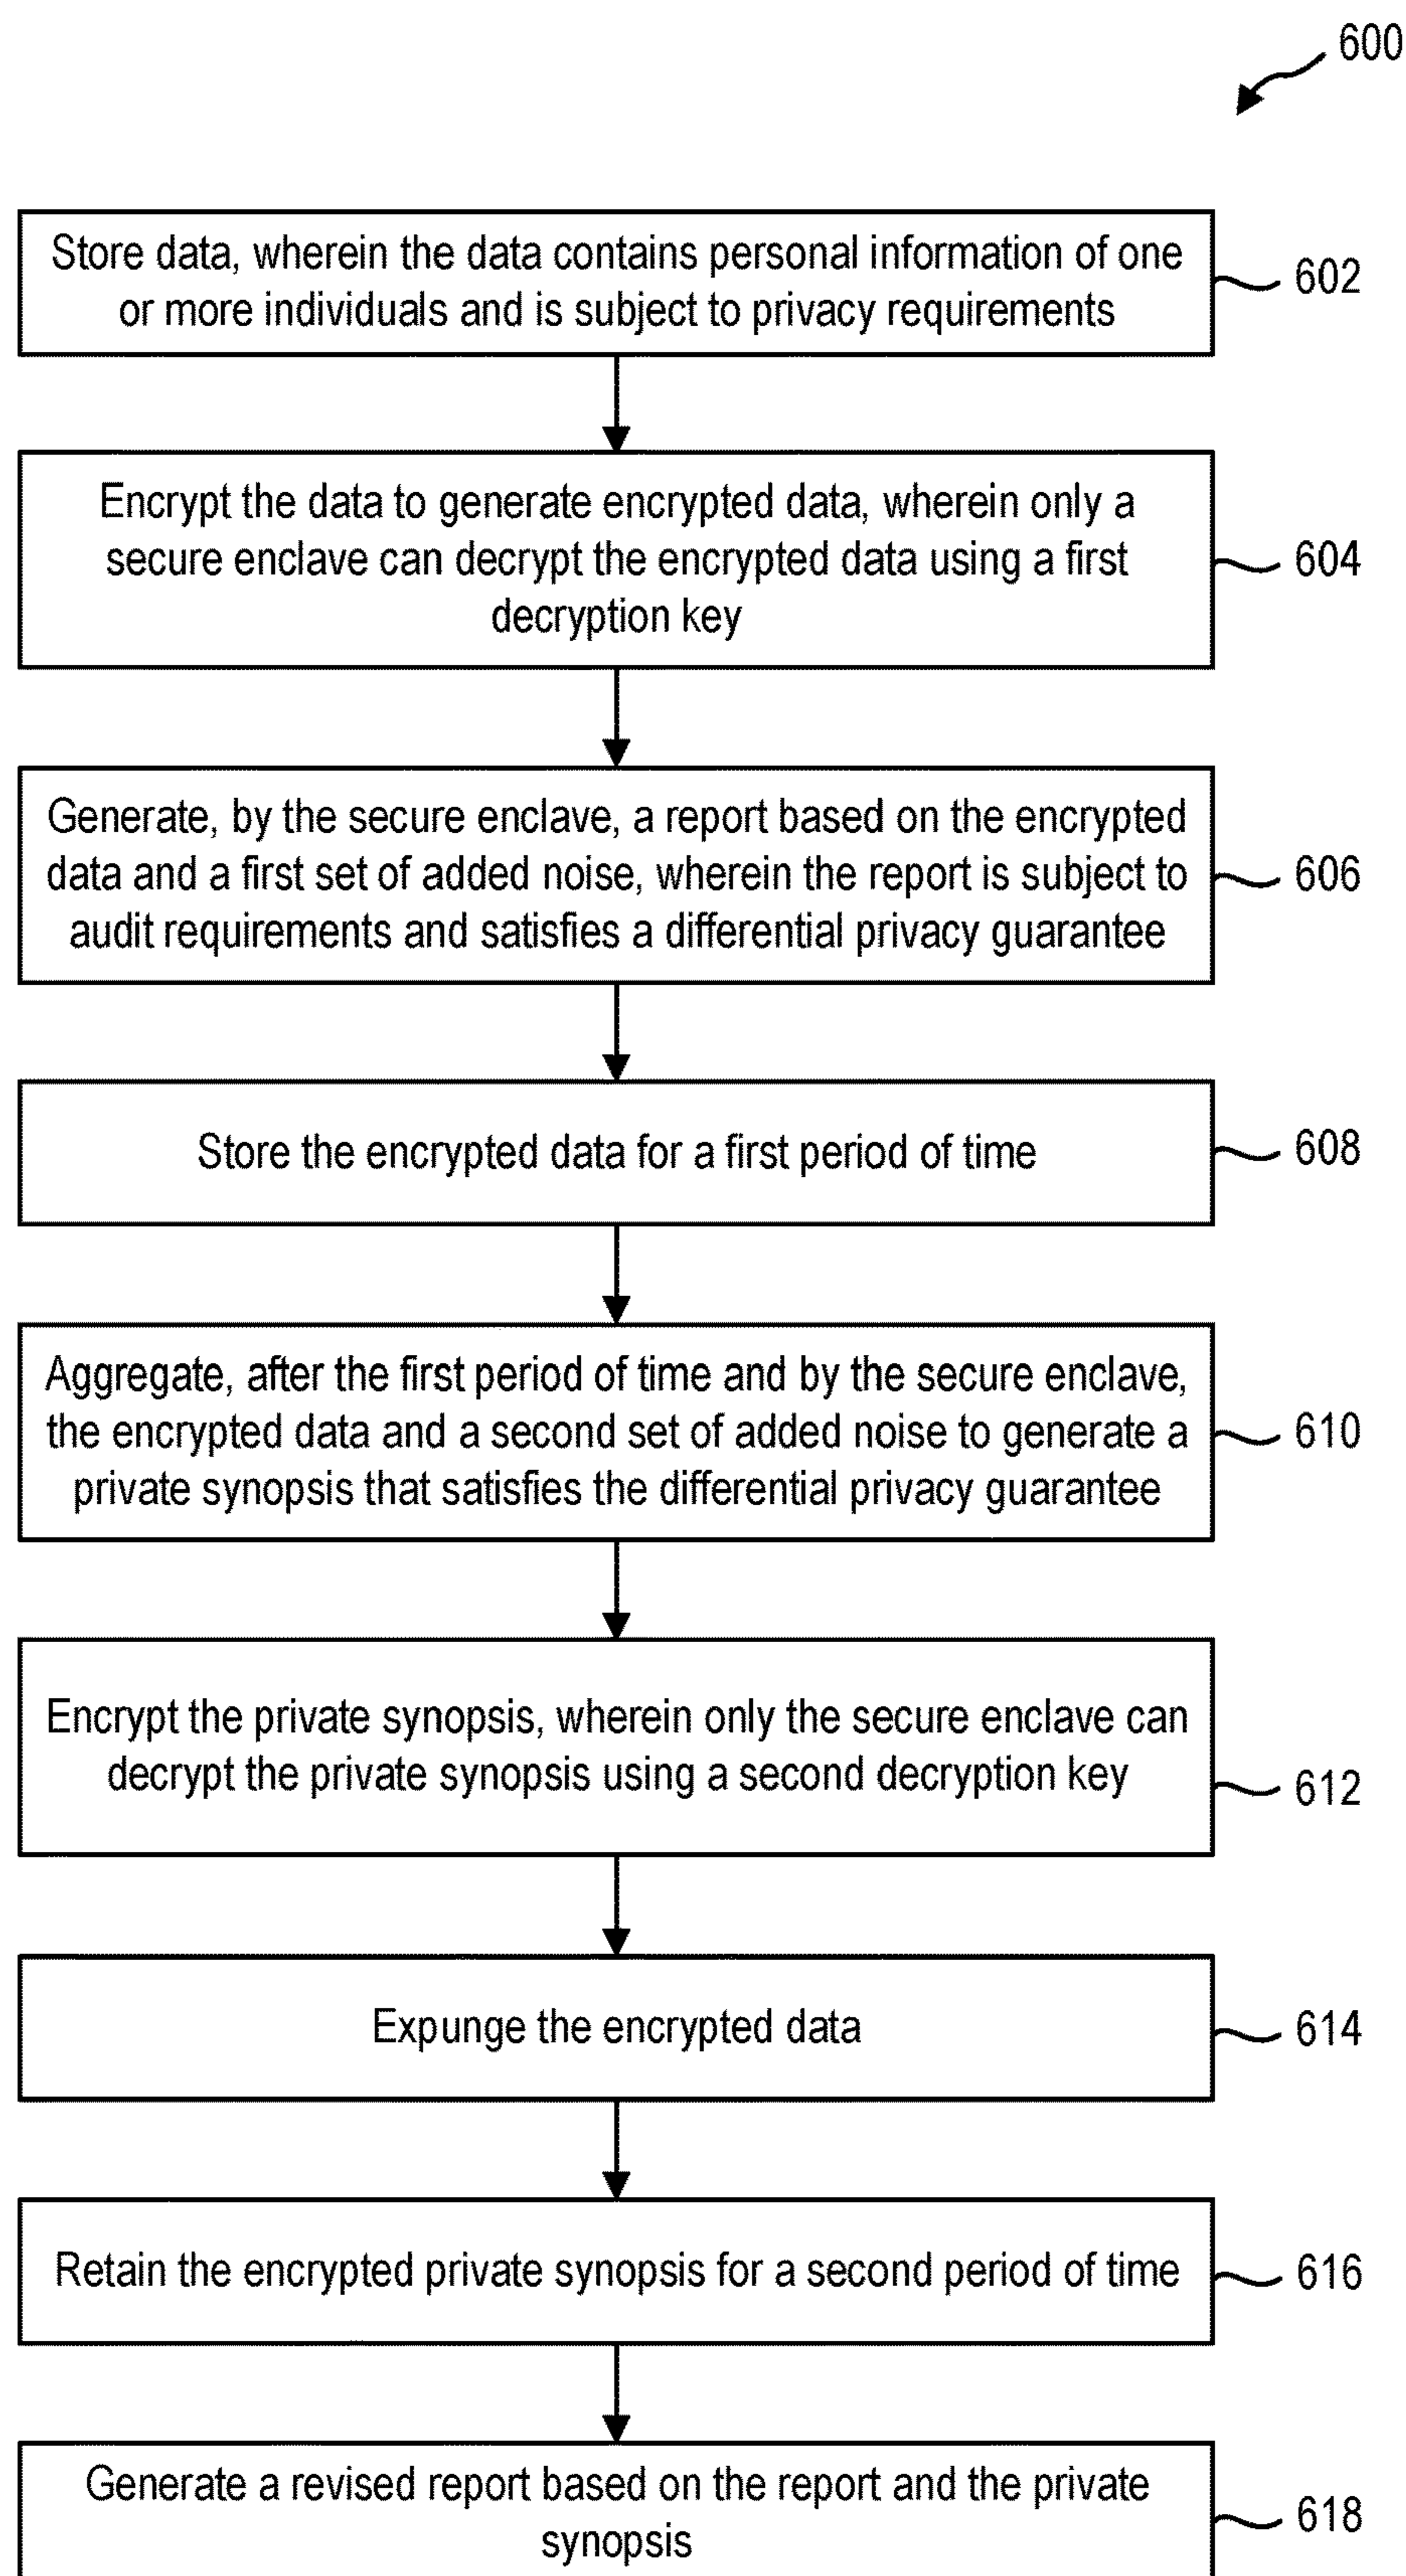 600
Store data, wherein the data contains personal information of one
or more individuals and is subject to privacy requirements
602
Encrypt the data to generate encrypted data, wherein only a
secure enclave can decrypt the encrypted data using a first
decryption key
604
Generate, by the secure enclave, a report based on the encrypted
data and a first set of added noise, wherein the report is subject to
audit requirements and satisfies a differential privacy guarantee
606
Store the encrypted data for a first period of time
608
Aggregate, after the first period of time and by the secure enclave,
the encrypted data and a second set of added noise to generate a
private synopsis that satisfies the differential privacy guarantee
610
Encrypt the private synopsis, wherein only the secure enclave can
decrypt the private synopsis using a second decryption key
612
Expunge the encrypted data
614
Retain the encrypted private synopsis for a second period of time
616
Generate a revised report based on the report and the private
synopsis
618